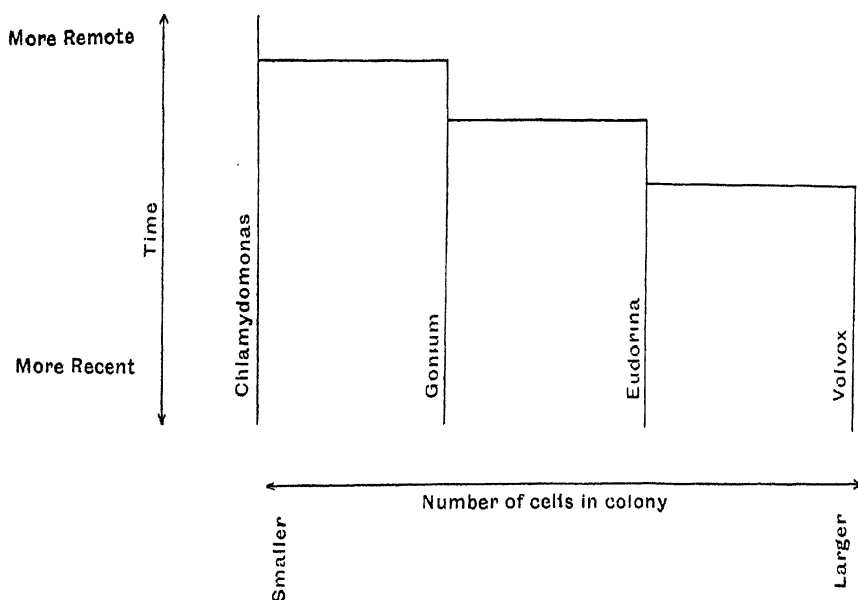 More Remote
Time
More Recent
Chlamydomonas
Gonium
Eudorina
Volvox
Number of cells in colony
Smaller
Larger